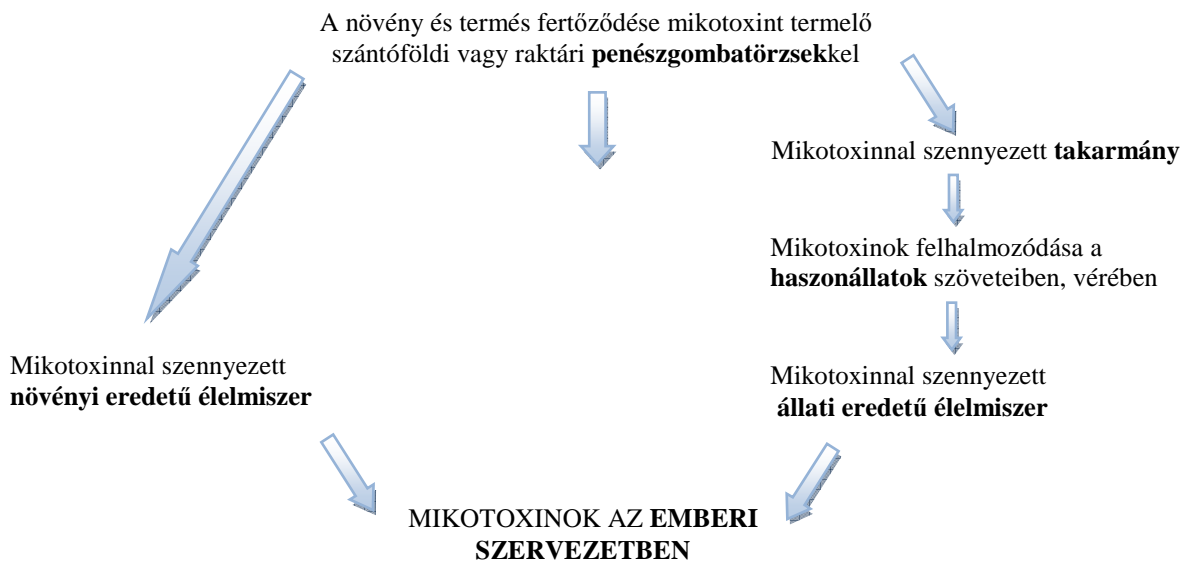 A növény és termés fertőződése mikotoxint termelő
szántóföldi vagy raktári penészgombatörzsekkel
Mikotoxinnal szennyezett takarmány
Mikotoxinok felhalmozódása a
haszonállatok szöveteiben, vérében
Mikotoxinnal szennyezett
növényi eredetű élelmiszer
Mikotoxinnal szennyezett
állati eredetű élelmiszer
MIKOTOXINOK AZ EMBERI
SZERVEZETBEN